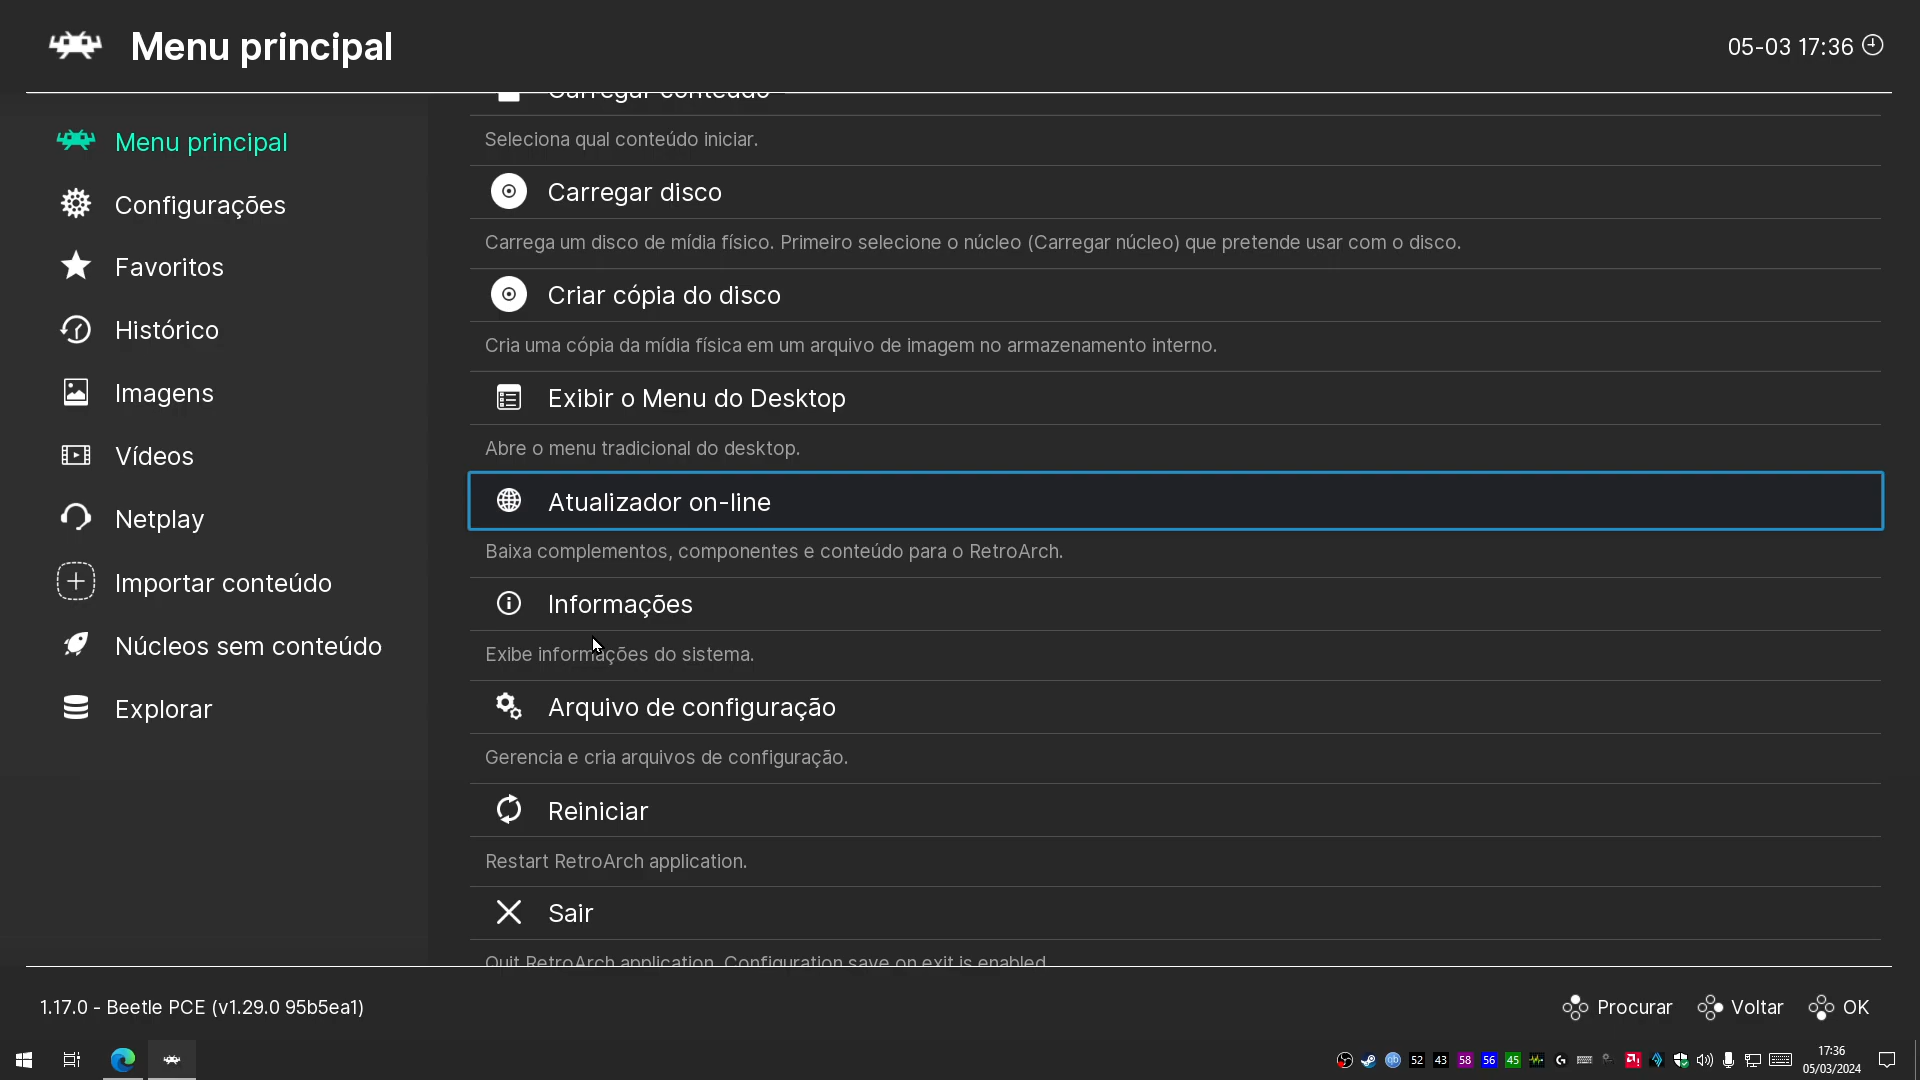 Menu principal
05-03 17:36
Menu principal
Configurações
Favoritos
Histórico
Imagens
Vídeos
Netplay
Importar conteúdo
Núcleos sem conteúdo
Explorar
Carregar conteúdo
Seleciona qual conteúdo iniciar.
Carregar disco
Carrega um disco de mídia físico. Primeiro selecione o núcleo (Carregar núcleo) que pretende usar com o disco.
Criar cópia do disco
Cria uma cópia da mídia física em um arquivo de imagem no armazenamento interno.
Exibir o Menu do Desktop
Abre o menu tradicional do desktop.
Atualizador on-line
Baixa complementos, componentes e conteúdo para o RetroArch.
Informações
Exibe informações do sistema.
Arquivo de configuração
Gerencia e cria arquivos de configuração.
Reiniciar
Restart RetroArch application.
Sair
Quit RetroArch application. Configuration save on exit is enabled.
1.17.0 - Beetle PCE (v1.29.0 95b5ea1)
Procurar
Voltar
OK
52 43 58 56 45
17:36
05/03/2024